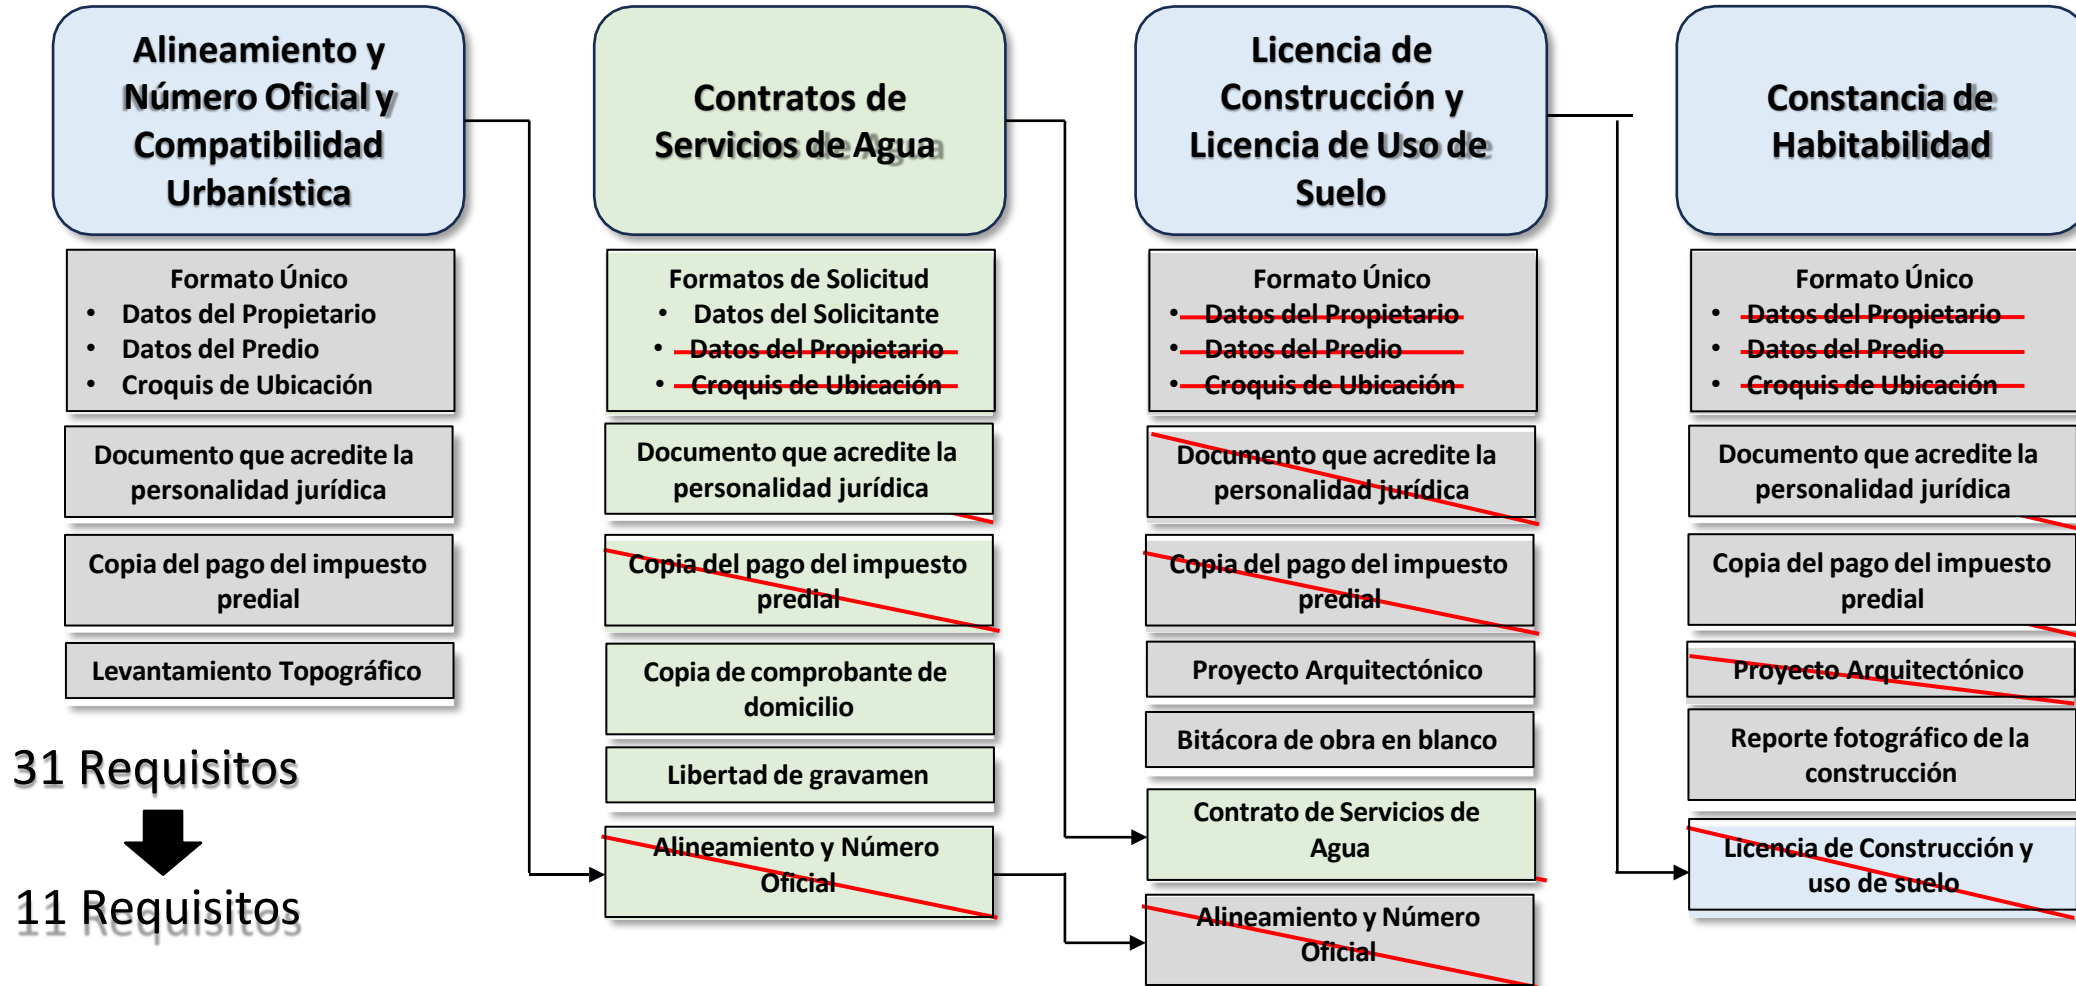 Alineamiento y
Número Oficial y
Compatibilidad
Urbanística
Formato Único
• Datos del Propietario
• Datos del Predio
• Croquis de Ubicación
Documento que acredite la
personalidad jurídica
Copia del pago del impuesto
predial
Levantamiento Topográfico
31 Requisitos
11 Requisitos
Contratos de
Servicios de Agua
Formatos de Solicitud
• Datos del Solicitante
• Datos del Propietario
• Croquis de Ubicación
Documento que acredite la
personalidad jurídica
Copia del pago del impuesto
predial
Copia de comprobante de
domicilio
Libertad de gravamen
Alineamiento y Número
Oficial
Licencia de
Construcción y
Licencia de Uso de
Suelo
Formato Único
• Datos del Propietario
• Datos del Predio
• Croquis de Ubicación
Documento que acredite la
personalidad jurídica
Copia del pago del impuesto
predial
Proyecto Arquitectónico
Bitácora de obra en blanco
Contrato de Servicios de
Agua
Alineamiento y Número
Oficial
Constancia de
Habitabilidad
Formato Único
• Datos del Propietario
• Datos del Predio
• Croquis de Ubicación
Documento que acredite la
personalidad jurídica
Copia del pago del impuesto
predial
Proyecto Arquitectónico
Reporte fotográfico de la
construcción
Licencia de Construcción y
uso de suelo